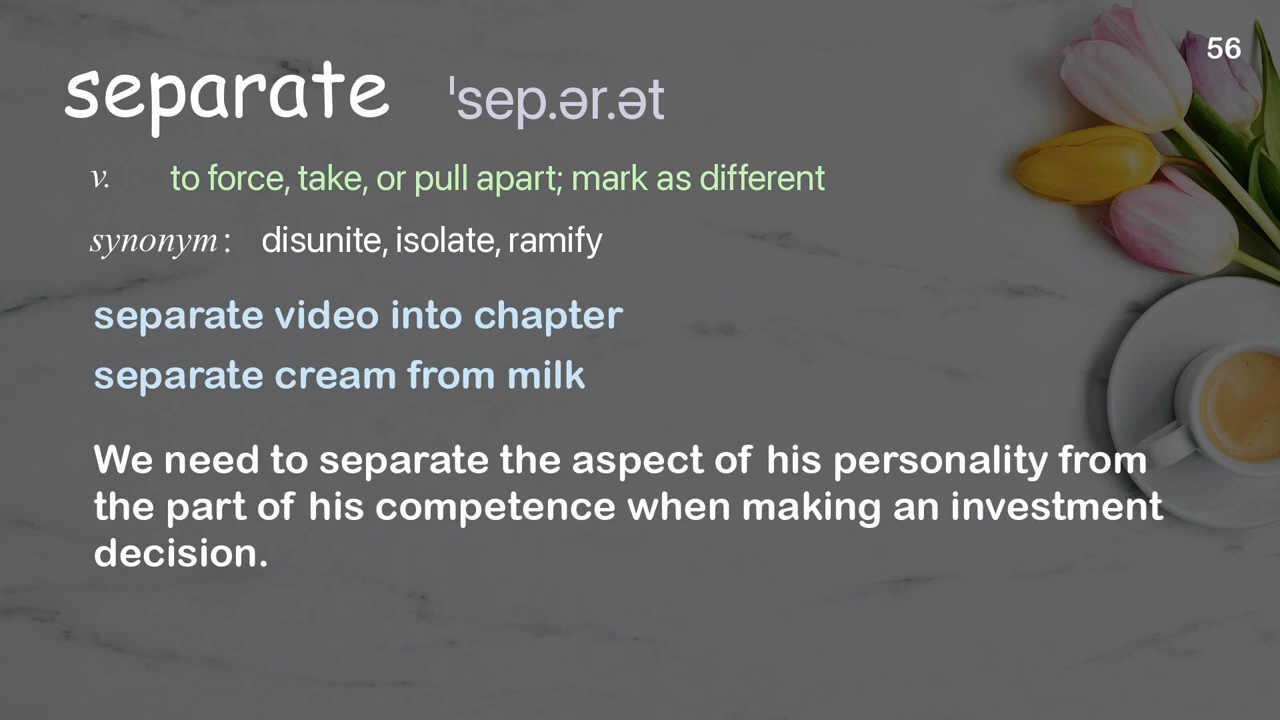 56
separate ˈsep.ər.ət
v. to force, take, or pull apart; mark as different
synonym: disunite, isolate, ramify
separate video into chapter
separate cream from milk
We need to separate the aspect of his personality from
the part of his competence when making an investment
decision.